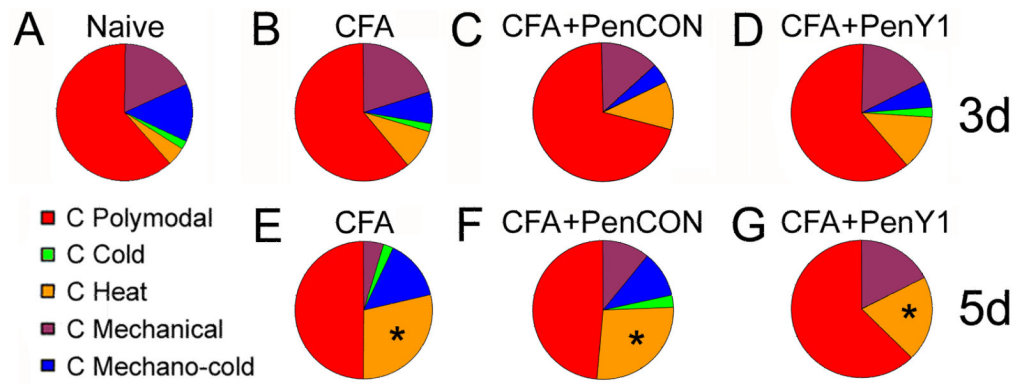 A Naive
B CFA
C CFA+PenCON
D CFA+PenY1
3d
C Polymodal
C Cold
C Heat
C Mechanical
C Mechano-cold
E CFA
*
F CFA+PenCON
*
G CFA+PenY1
*
5d